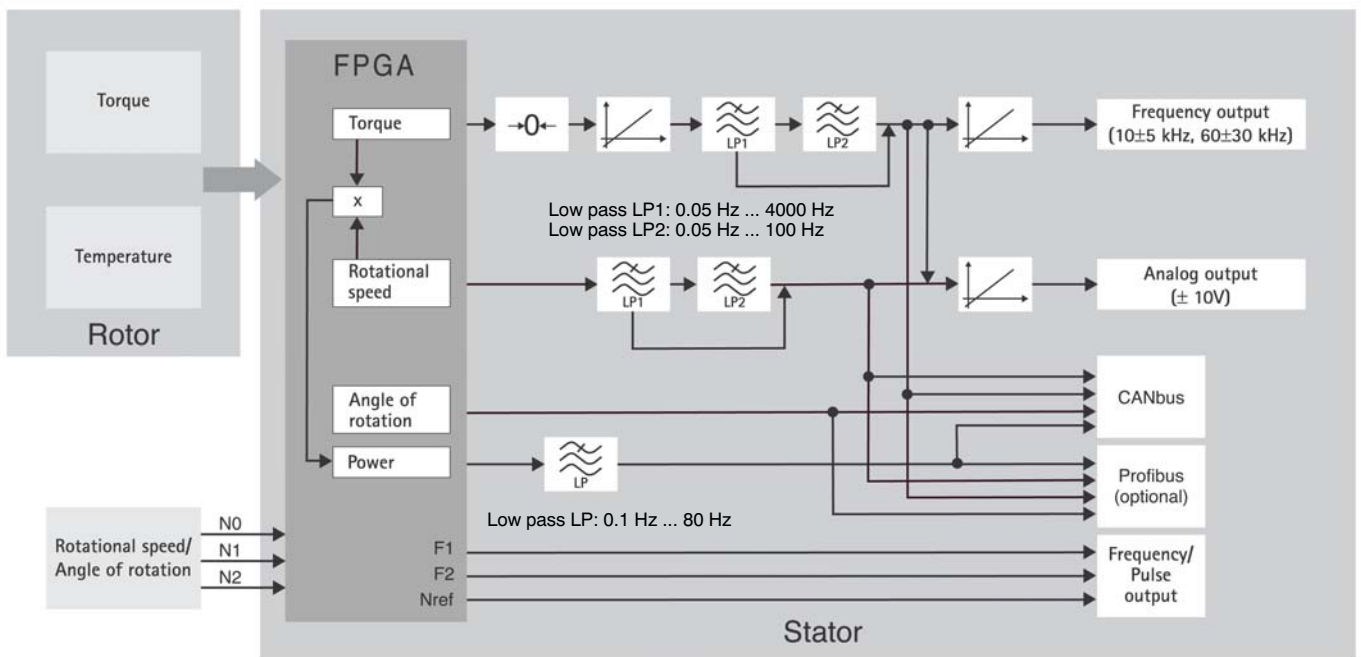 Torque
Temperature
Rotor
FPGA
Torque
x
Rotational
speed
Angle of
rotation
Power
→0←
LP1
LP2
Frequency output
(10±5 kHz, 60±30 kHz)
Low pass LP1: 0.05 Hz ... 4000 Hz
Low pass LP2: 0.05 Hz ... 100 Hz
LP1
LP2
Analog output
(± 10V)
CANbus
LP
Profibus
(optional)
Low pass LP: 0.1 Hz ... 80 Hz
Rotational speed/
Angle of rotation
N0
N1
N2
F1
F2
Nref
Frequency/
Pulse
output
Stator